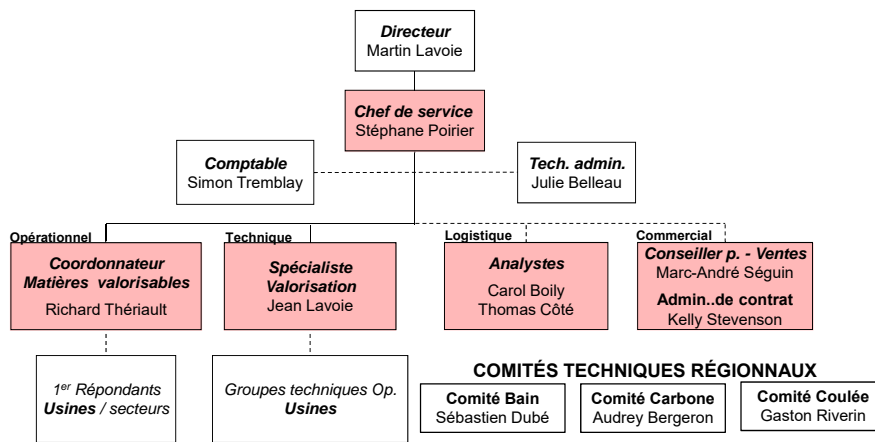 Directeur
Martin Lavoie
Chef de service
Stéphane Poirier
Comptable
Simon Tremblay
Tech. admin.
Julie Belleau
Opérationnel
Coordonnateur
Matières valorisables
Richard Thériault
Technique
Spécialiste
Valorisation
Jean Lavoie
Logistique
Analystes
Carol Boily
Thomas Côté
Commercial
Conseiller p. - Ventes
Marc-André Séguin
Admin..de contrat
Kelly Stevenson
1er Répondants
Usines / secteurs
Groupes techniques Op.
Usines
COMITÉS TECHNIQUES RÉGIONAUX
Comité Bain
Sébastien Dubé
Comité Carbone
Audrey Bergeron
Comité Coulée
Gaston Riverin